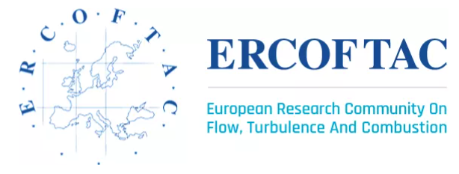 E·R·C·O·F·T·A·C·
ERCOFTAC
European Research Community On
Flow, Turbulence And Combustion